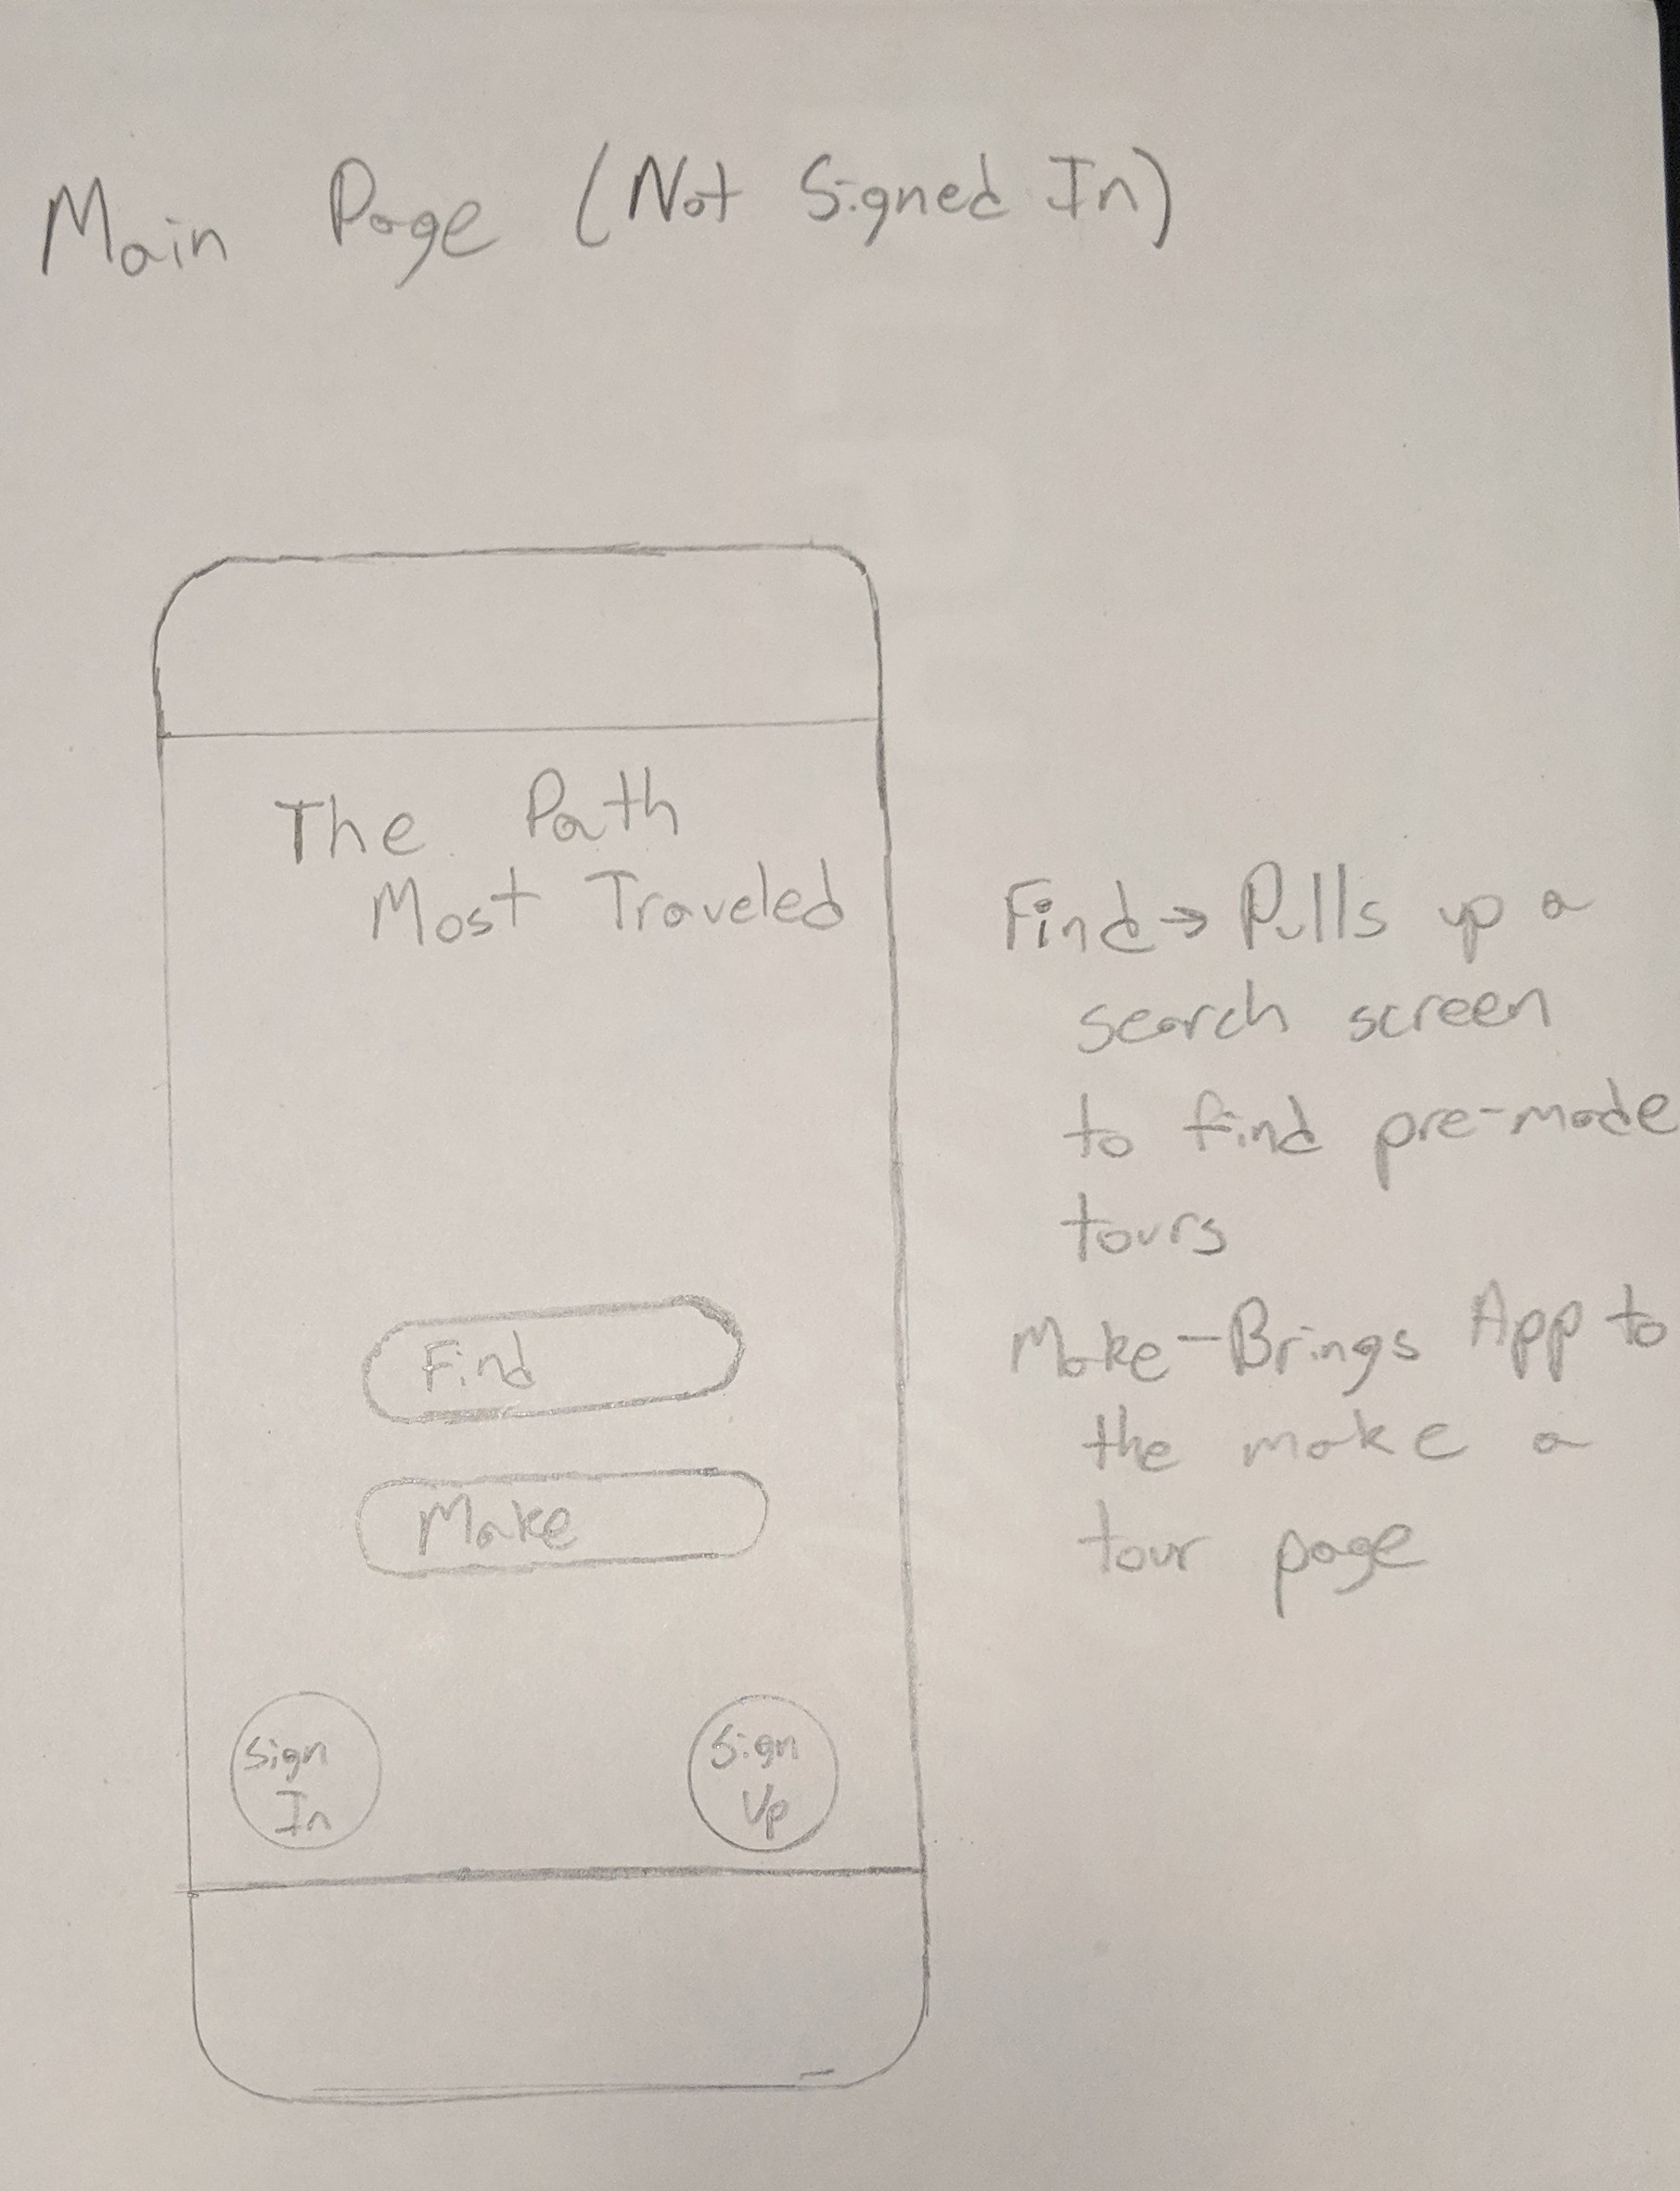 Main Page (Not Signed In)
The Path
Most Traveled
Find
Make
Sign
In
Sign
Up
Find → Pulls up a
search screen
to find pre-made
tours
Make - Brings App to
the make a
tour page